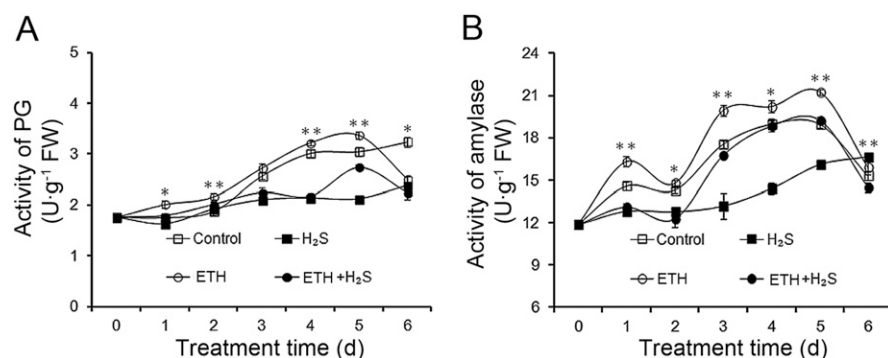 A
Activity of PG
(U·g⁻¹ FW)
5
4
3
2
1
0
*
**
**
**
*
Control
H₂S
ETH
ETH +H₂S
0 1 2 3 4 5 6
Treatment time (d)
B
Activity of amylase
(U·g⁻¹ FW)
24
21
18
15
12
9
6
**
*
**
*
**
**
Control
H₂S
ETH
ETH+H₂S
0 1 2 3 4 5 6
Treatment time (d)